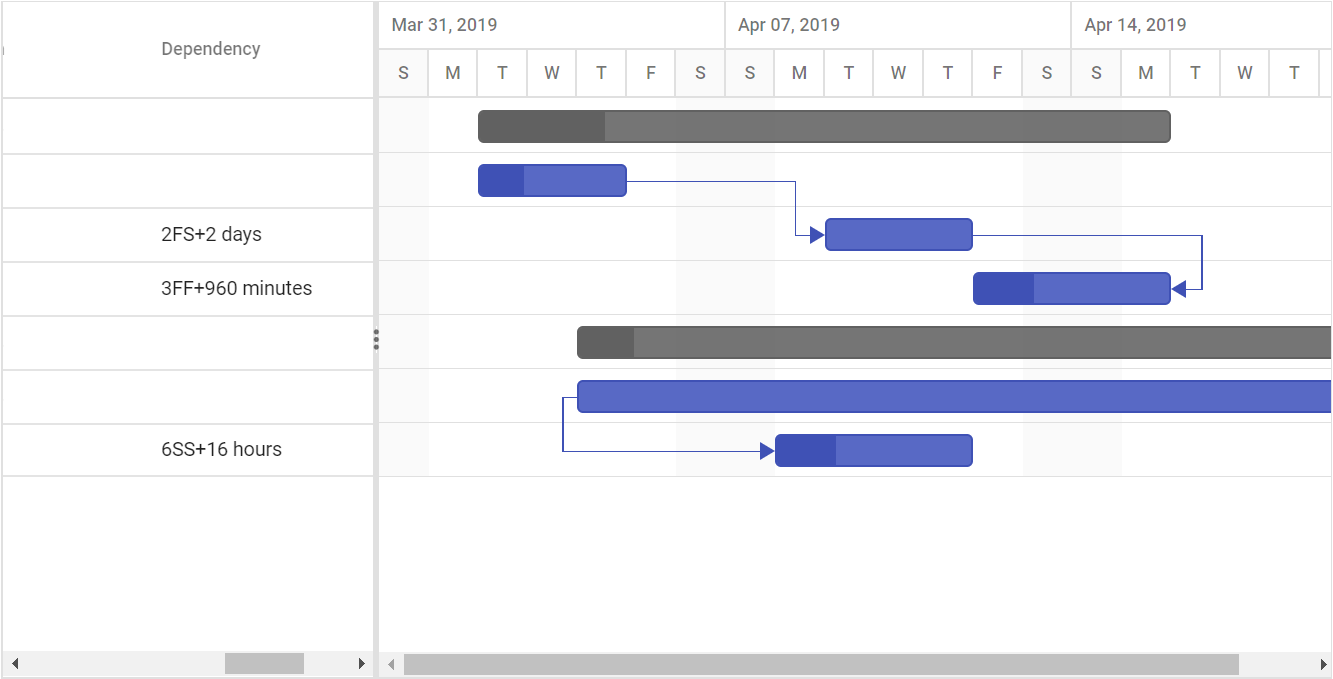 Dependency
Mar 31, 2019 Apr 07, 2019 Apr 14, 2019
S M T W T F S S M T W T F S S M T W T
2FS+2 days
3FF+960 minutes
6SS+16 hours